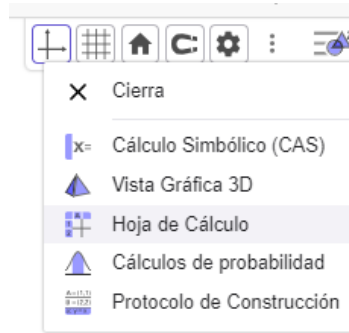 Cierra
x= Cálculo Simbólico (CAS)
Vista Gráfica 3D
Hoja de Cálculo
Cálculos de probabilidad
Protocolo de Construcción